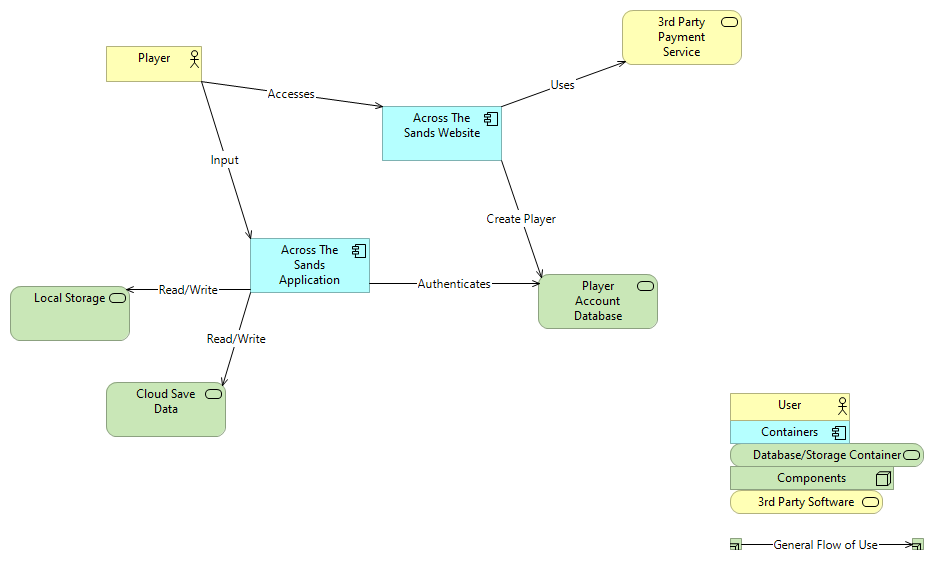 3rd Party
Payment
Service
Player
Uses
Accesses
Across The
Sands Website
Input
Create Player
Across The
Sands
Application
Authenticates
Player
Account
Database
Read/Write
Local Storage
Read/Write
Cloud Save
Data
User
Containers
Database/Storage Container
Components
3rd Party Software
General Flow of Use